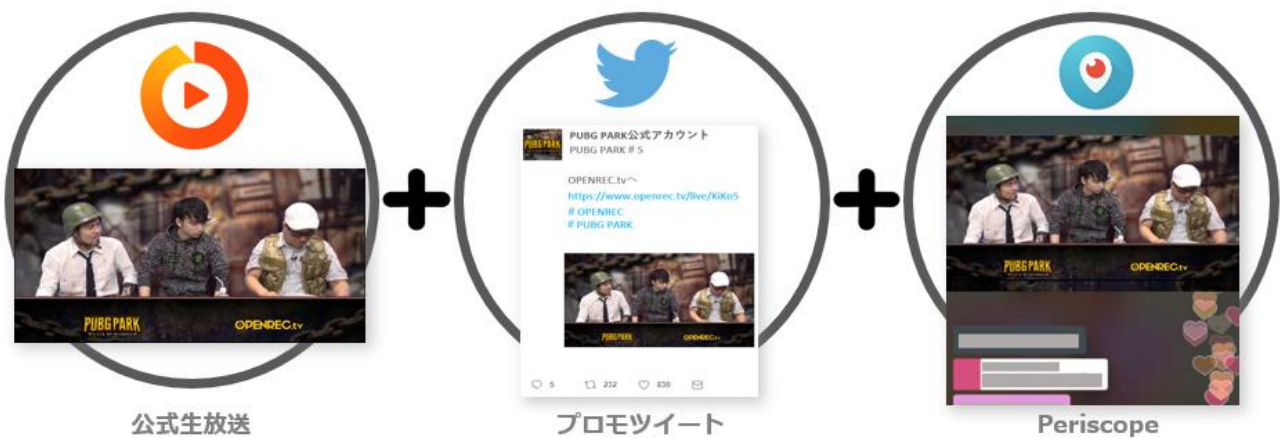 PUBG PARK
OPENREC.tv
公式生放送
PUBG PARK
PUBG PARK公式アカウント
PUBG PARK # 5
OPENREC.tvへ
https://www.openrec.tv/live/KiKo5
# OPENREC
# PUBG PARK
PUBG PARK
OPENREC.tv
5 232 830
プロモツイート
PUBG PARK
OPENREC.tv
Periscope